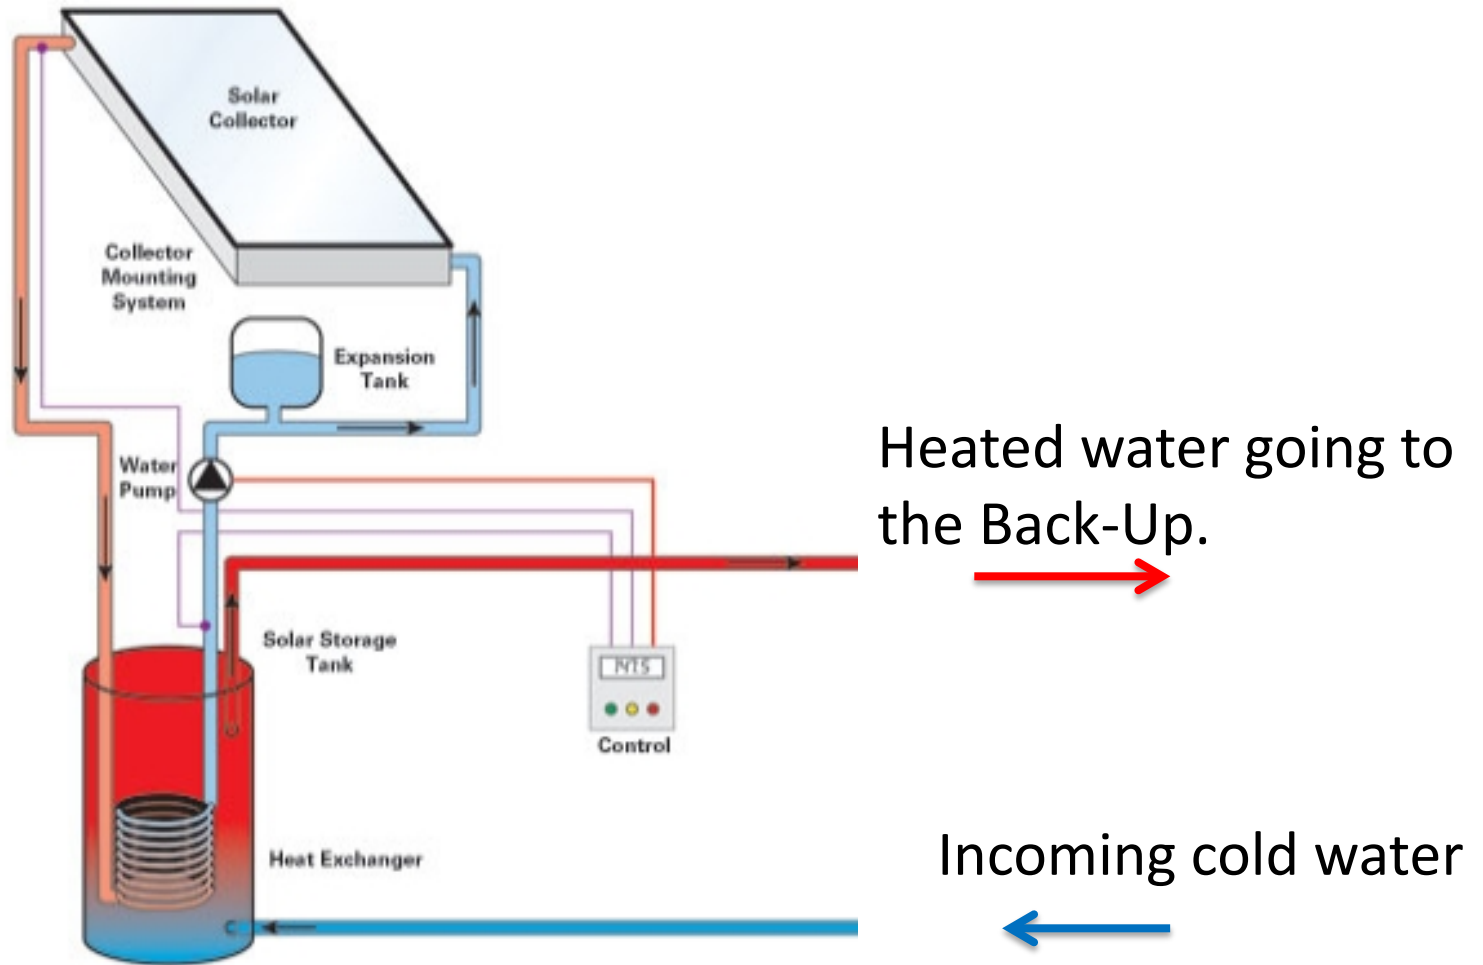 Solar
Collector
Collector
Mounting
System
Expansion
Tank
Heated water going to
the Back-Up.
Water
Pump
Solar Storage
Tank
Control
Heat Exchanger
Incoming cold water